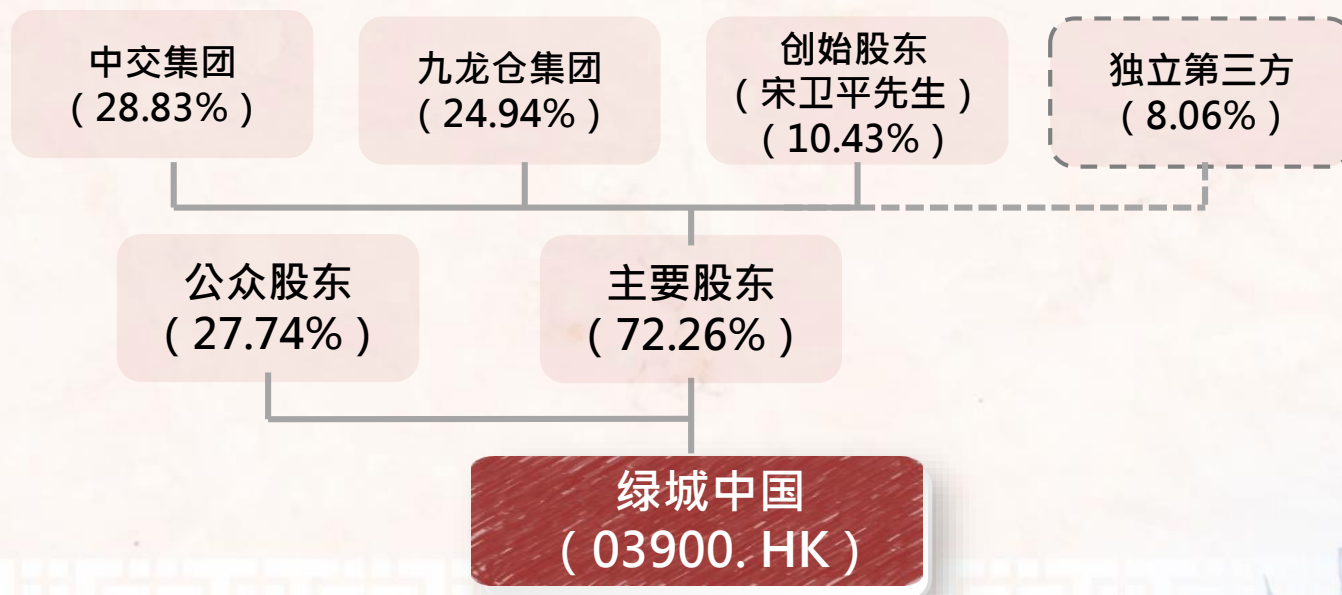 中交集团
（28.83%）
九龙仓集团
（24.94%）
创始股东
（宋卫平先生）
（10.43%）
独立第三方
（8.06%）
公众股东
（27.74%）
主要股东
（72.26%）
绿城中国
（03900. HK）